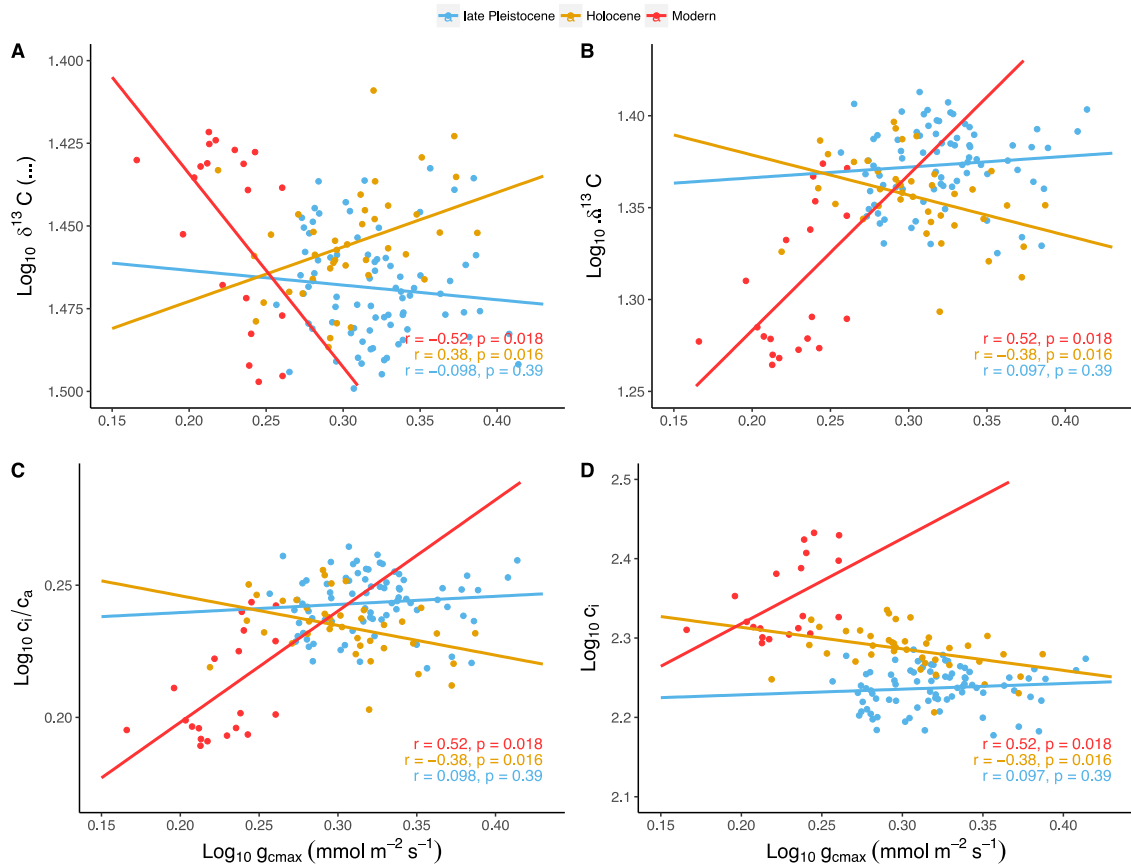 late Pleistocene Holocene Modern
A
Log10 δ13 C (...)
1.400
1.425
1.450
1.475
1.500
r = −0.52, p = 0.018
r = 0.38, p = 0.016
r = −0.098, p = 0.39
0.15 0.20 0.25 0.30 0.35 0.40
B
Log10 ..δ13 C
1.40
1.35
1.30
1.25
r = 0.52, p = 0.018
r = −0.38, p = 0.016
r = 0.097, p = 0.39
0.15 0.20 0.25 0.30 0.35 0.40
C
Log10 ci/ca
0.25
0.20
r = 0.52, p = 0.018
r = −0.38, p = 0.016
r = 0.098, p = 0.39
0.15 0.20 0.25 0.30 0.35 0.40
Log10 gcmax (mmol m−2 s−1)
D
Log10 ci
2.5
2.4
2.3
2.2
2.1
r = 0.52, p = 0.018
r = −0.38, p = 0.016
r = 0.097, p = 0.39
0.15 0.20 0.25 0.30 0.35 0.40
Log10 gcmax (mmol m−2 s−1)